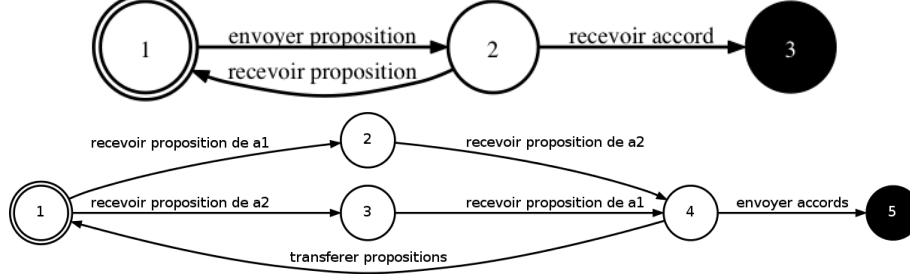 envoyer proposition
recevoir accord
1
2
3
recevoir proposition
recevoir proposition de a1
2
recevoir proposition de a2
1
recevoir proposition de a2
3
recevoir proposition de a1
4
envoyer accords
5
transferer propositions